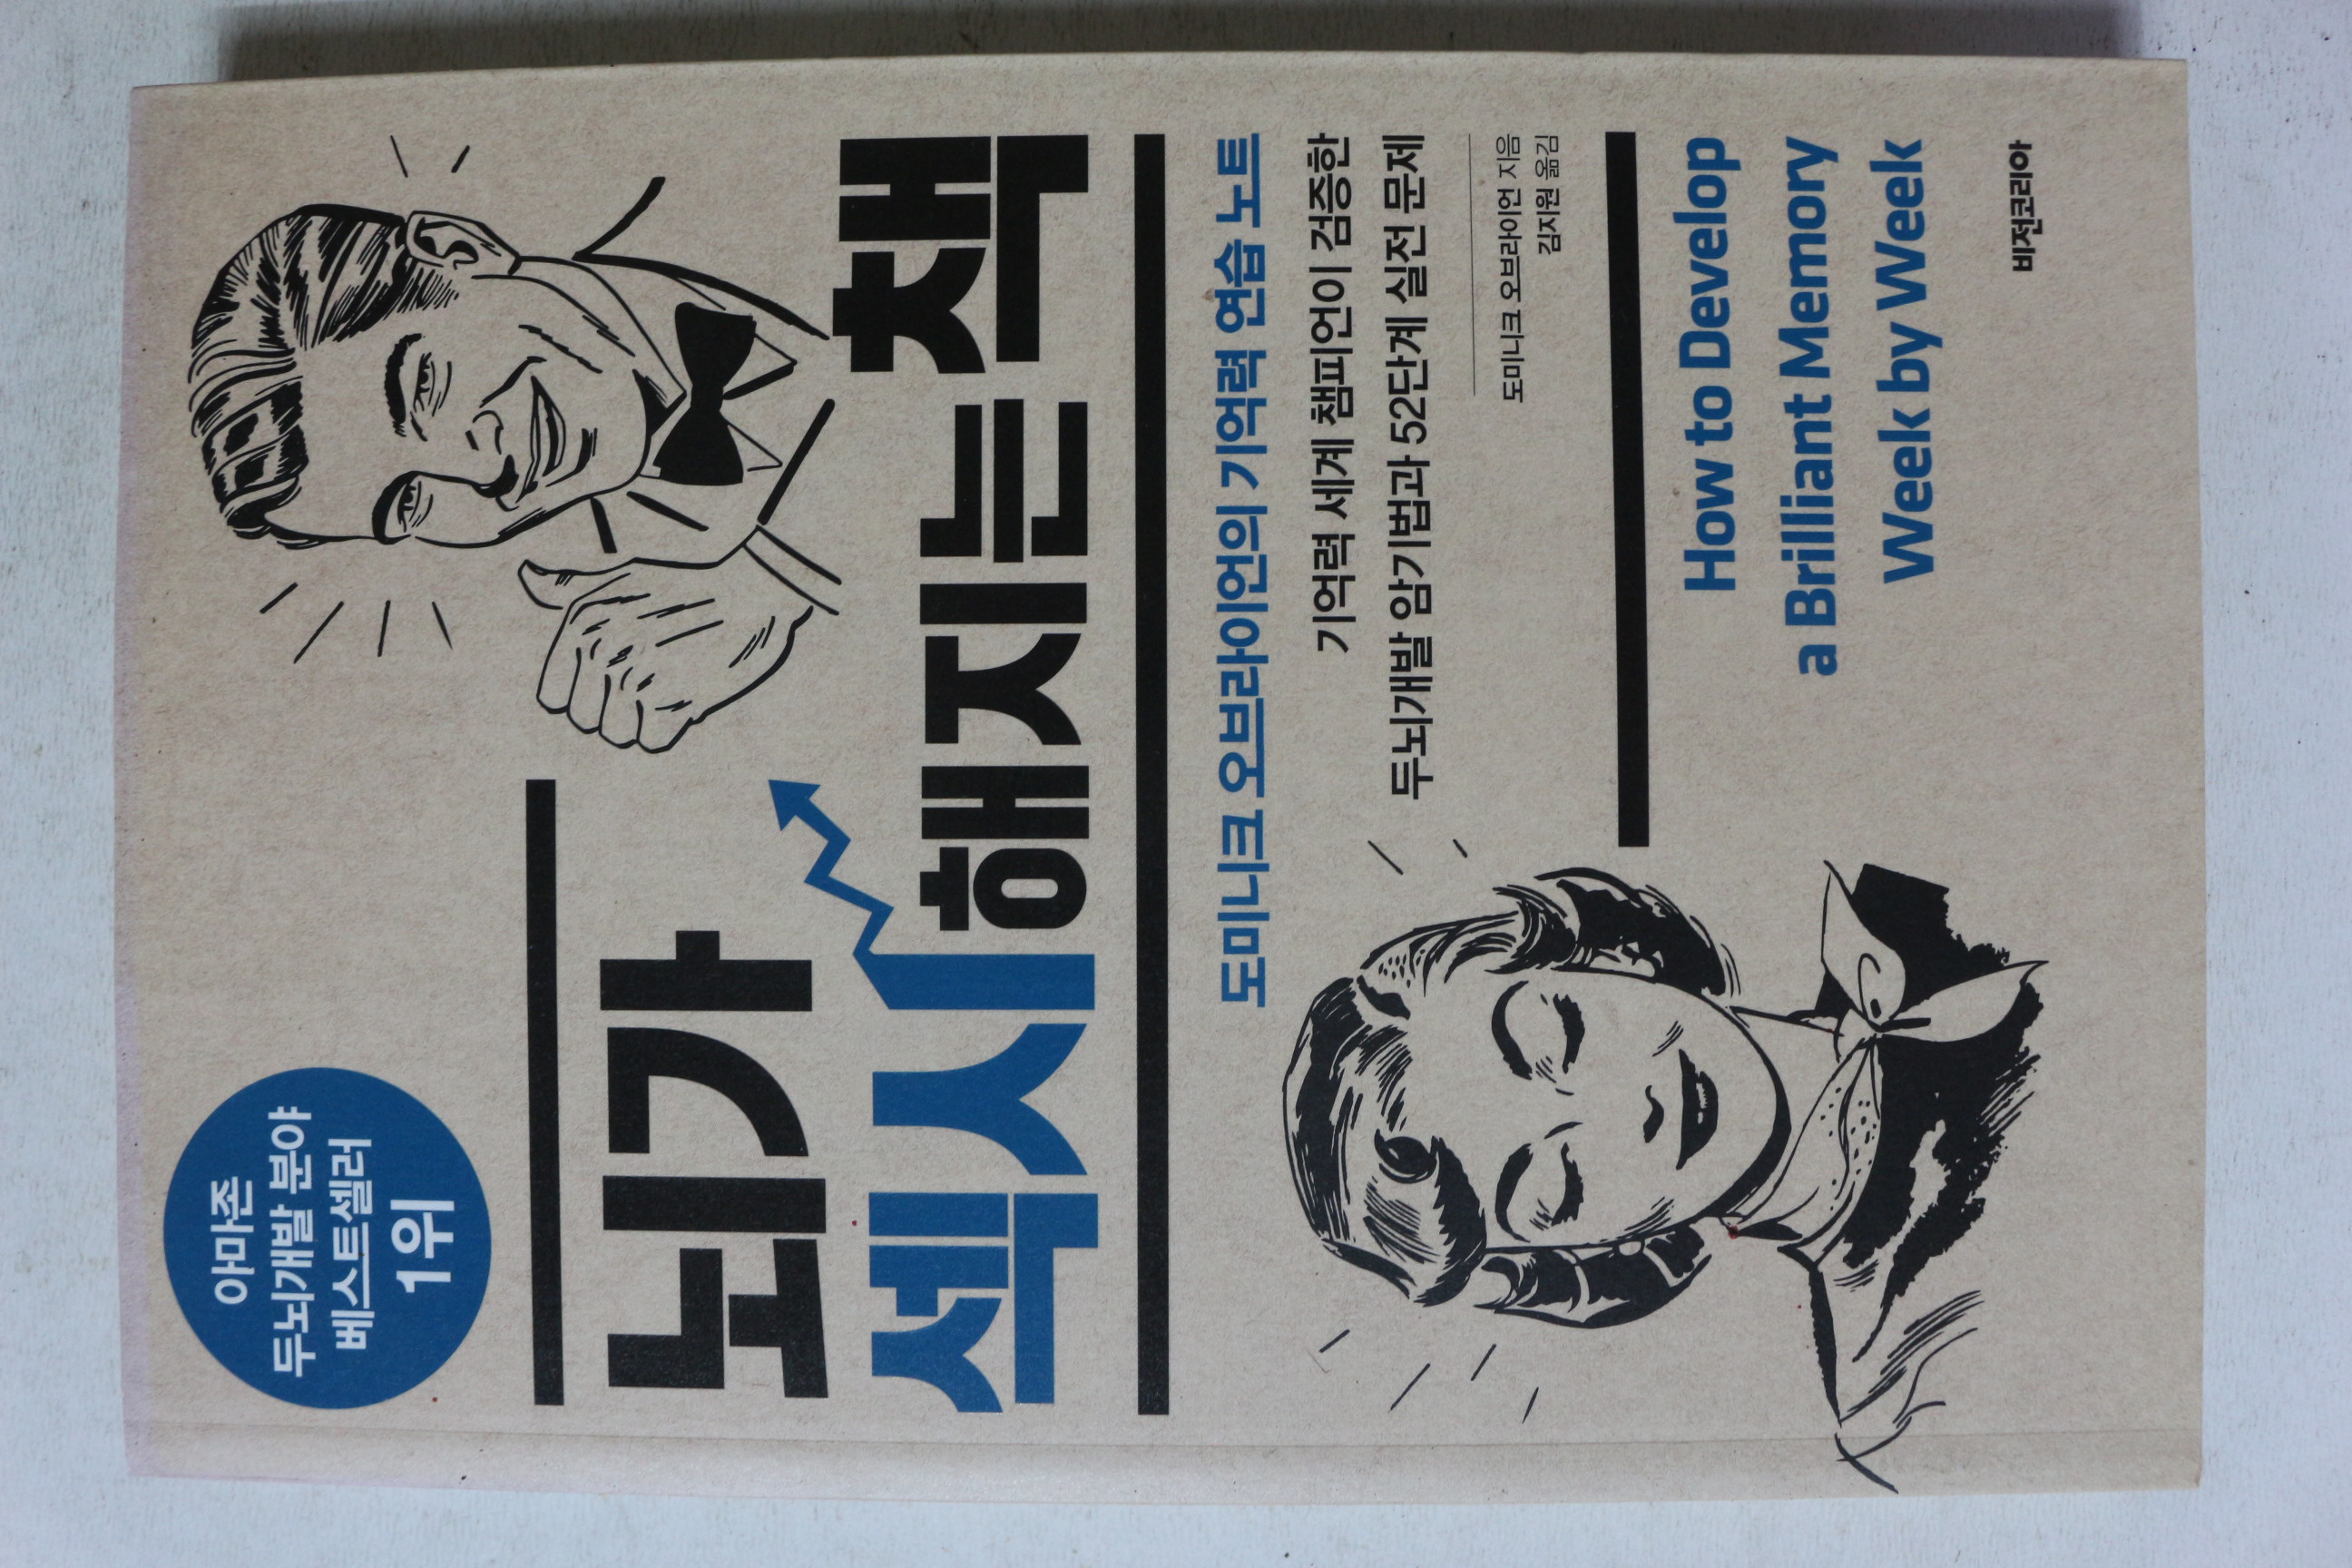 아마존
두뇌개발 분야
베스트셀러
1위
뇌가
섹시해지는 책
도미니크 오브라이언의 기억력 연습 노트
기억력 세계 챔피언이 검증한
두뇌개발 암기법과 52단계 실전 문제
도미니크 오브라이언 지음
김지원 옮김
How to Develop
a Brilliant Memory
Week by Week
비전코리아